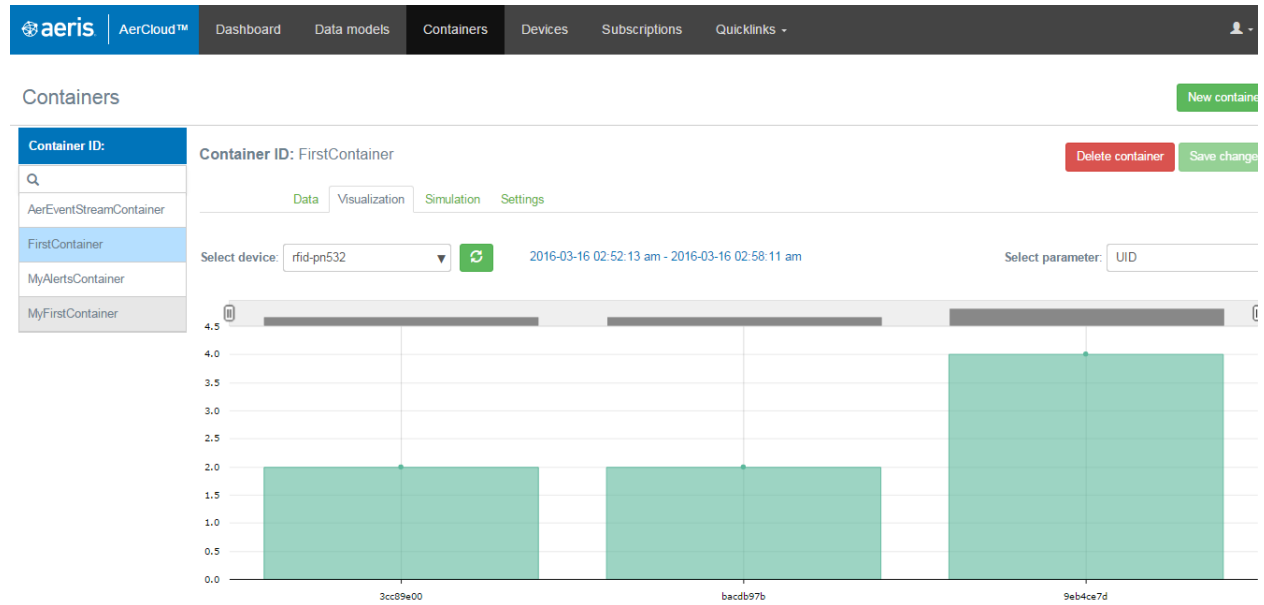 aeris AerCloud™ Dashboard Data models Containers Devices Subscriptions Quicklinks
Containers
New containe
Container ID:
AerEventStreamContainer
FirstContainer
MyAlertsContainer
MyFirstContainer
Container ID: FirstContainer
Delete container Save change
Data Visualization Simulation Settings
Select device: rfid-pn532 2016-03-16 02:52:13 am - 2016-03-16 02:58:11 am Select parameter: UID
4.5
4.0
3.5
3.0
2.5
2.0
1.5
1.0
0.5
0.0
3cc89e00 bacdb97b 9eb4ce7d